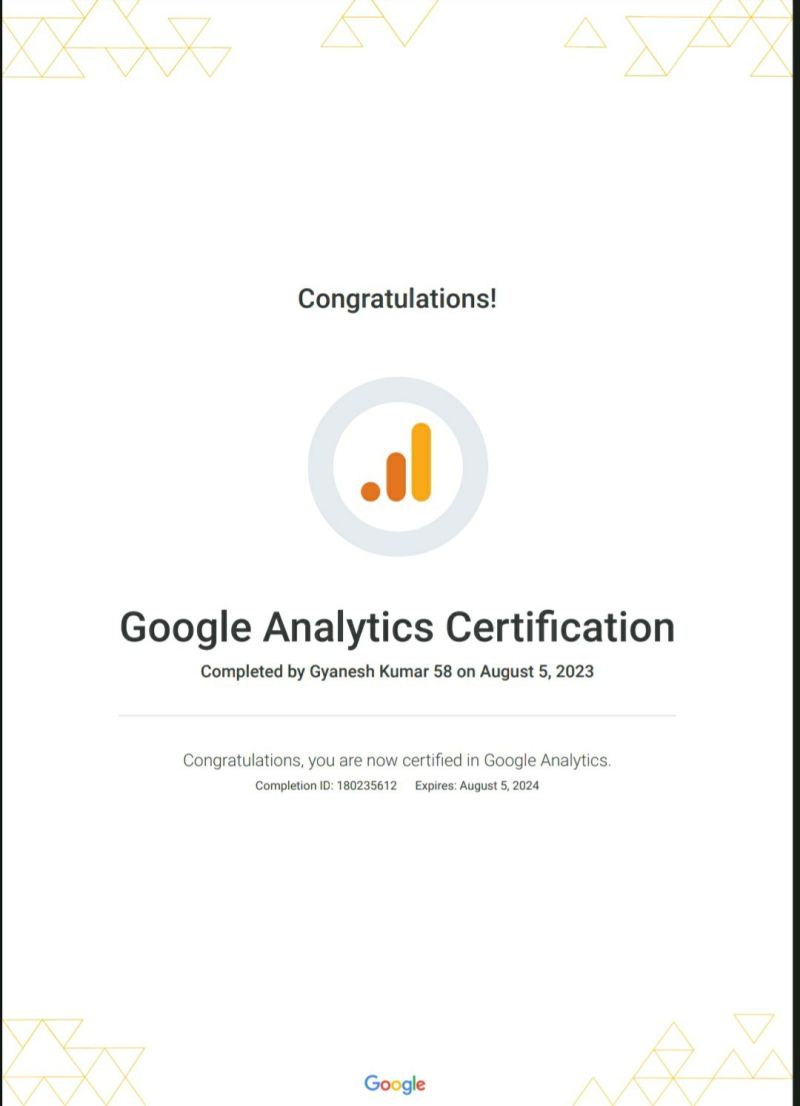 Congratulations!
Google Analytics Certification
Completed by Gyanesh Kumar 58 on August 5, 2023
Congratulations, you are now certified in Google Analytics.
Completion ID: 180235612 Expires: August 5, 2024
Google